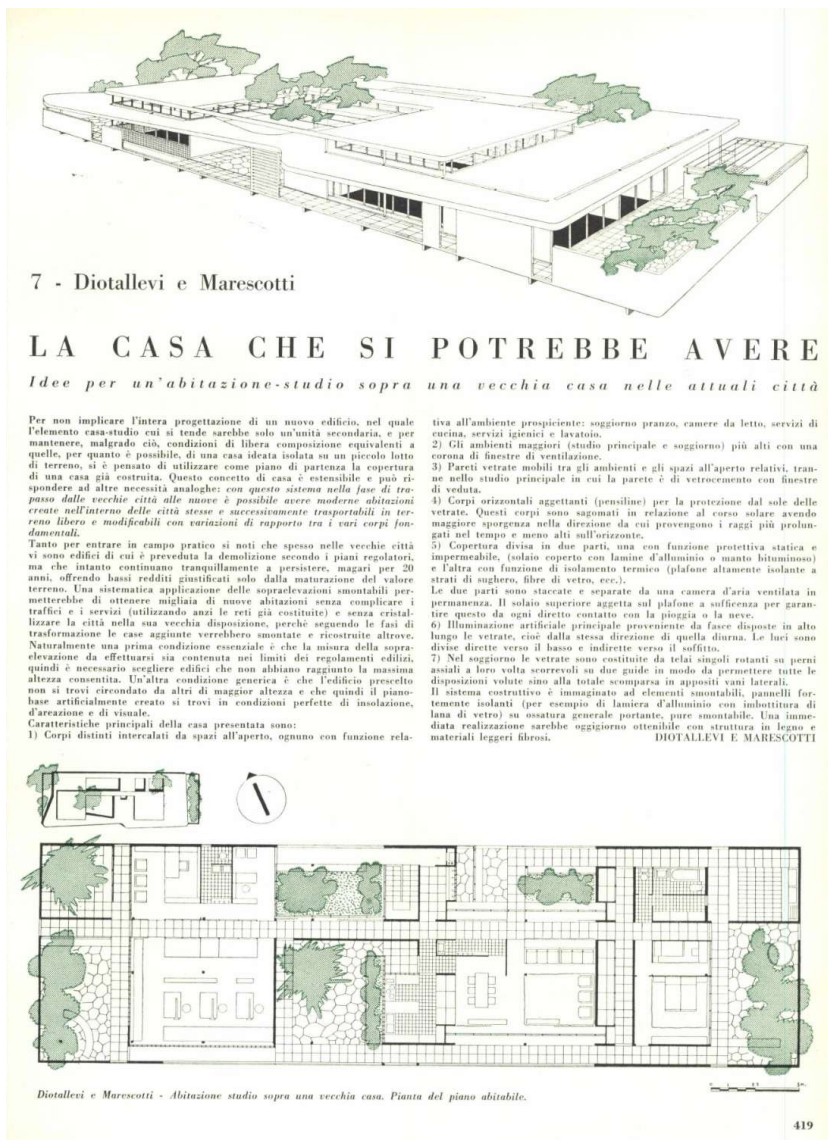 7 - Diotallevi e Marescotti
LA CASA CHE SI POTREBBE AVERE
Idee per un'abitazione-studio sopra una vecchia casa nelle attuali città
Per non implicare l'intera progettazione di un nuovo edificio, nel quale
l'elemento casa-studio cui si tende sarebbe solo un'unità secondaria, e per
mantenere, malgrado ciò, condizioni di libera composizione equivalenti a
quelle, per quanto è possibile, di una casa ideata isolata su un piccolo lotto
di terreno, si è pensato di utilizzare come piano di partenza la copertura
di una casa già costruita. Questo concetto di casa è estensibile e può ri-
spondere ad altre necessità analoghe: con questo sistema nella fase di tra-
passo dalle vecchie città alle nuove è possibile avere moderne abitazioni
create nell'interno delle città stesse e successivamente trasportabili in ter-
reno libero e modificabili con variazioni di rapporto tra i vari corpi fon-
damentali.
Tanto per entrare in campo pratico si noti che spesso nelle vecchie città
vi sono edifici di cui è preveduta la demolizione secondo i piani regolatori,
ma che intanto continuano tranquillamente a persistere, magari per 20
anni, offrendo bassi redditi giustificati solo dalla maturazione del valore
terreno. Una sistematica applicazione delle sopraelevazioni smontabili per-
metterebbe di ottenere migliaia di nuove abitazioni senza complicare i
traffici e i servizi (utilizzando anzi le reti già costituite) e senza cristal-
lizzare la città nella sua vecchia disposizione, perchè seguendo le fasi di
trasformazione le case aggiunte verrebbero smontate e ricostruite altrove.
Naturalmente una prima condizione essenziale è che la misura della sopra-
elevazione da effettuarsi sia contenuta nei limiti dei regolamenti edilizi,
quindi è necessario scegliere edifici che non abbiano raggiunto la massima
altezza consentita. Un'altra condizione generica è che l'edificio prescelto
non si trovi circondato da altri di maggior altezza e che quindi il piano-
base artificialmente creato si trovi in condizioni perfette di insolazione,
d'areazione e di visuale.
Caratteristiche principali della casa presentata sono:
1) Corpi distinti intercalati da spazi all'aperto, ognuno con funzione rela-
tiva all'ambiente prospiciente: soggiorno pranzo, camere da letto, servizi di
cucina, servizi igienici e lavatoio.
2) Gli ambienti maggiori (studio principale e soggiorno) più alti con una
corona di finestre di ventilazione.
3) Pareti vetrate mobili tra gli ambienti e gli spazi all'aperto relativi, tran-
ne nello studio principale in cui la parete è di vetrocemento con finestre
di veduta.
4) Corpi orizzontali aggettanti (pensiline) per la protezione dal sole delle
vetrate. Questi corpi sono sagomati in relazione al corso solare avendo
maggiore sporgenza nella direzione da cui provengono i raggi più prolun-
gati nel tempo e meno alti sull'orizzonte.
5) Copertura divisa in due parti, una con funzione protettiva statica e
impermeabile, (solaio coperto con lamine d'alluminio o manto bituminoso)
e l'altra con funzione di isolamento termico (plafone altamente isolante a
strati di sughero, fibre di vetro, ecc.).
Le due parti sono staccate e separate da una camera d'aria ventilata in
permanenza. Il solaio superiore aggetta sul plafone a sufficenza per garan-
tire questo da ogni diretto contatto con la pioggia o la neve.
6) Illuminazione artificiale principale proveniente da fasce disposte in alto
lungo le vetrate, cioè dalla stessa direzione di quella diurna. Le luci sono
divise dirette verso il basso e indirette verso il soffitto.
7) Nel soggiorno le vetrate sono costituite da telai singoli rotanti su perni
assiali a loro volta scorrevoli su due guide in modo da permettere tutte le
disposizioni volute sino alla totale scomparsa in appositi vani laterali.
Il sistema costruttivo è immaginato ad elementi smontabili, pannelli for-
temente isolanti (per esempio di lamiera d'alluminio con imbottitura di
lana di vetro) su ossatura generale portante, pure smontabile. Una imme-
diata realizzazione sarebbe oggigiorno ottenibile con struttura in legno e
materiali leggeri fibrosi. DIOTALLEVI E MARESCOTTI
Diotallevi e Marescotti - Abitazione studio sopra una vecchia casa. Pianta del piano abitabile.
419